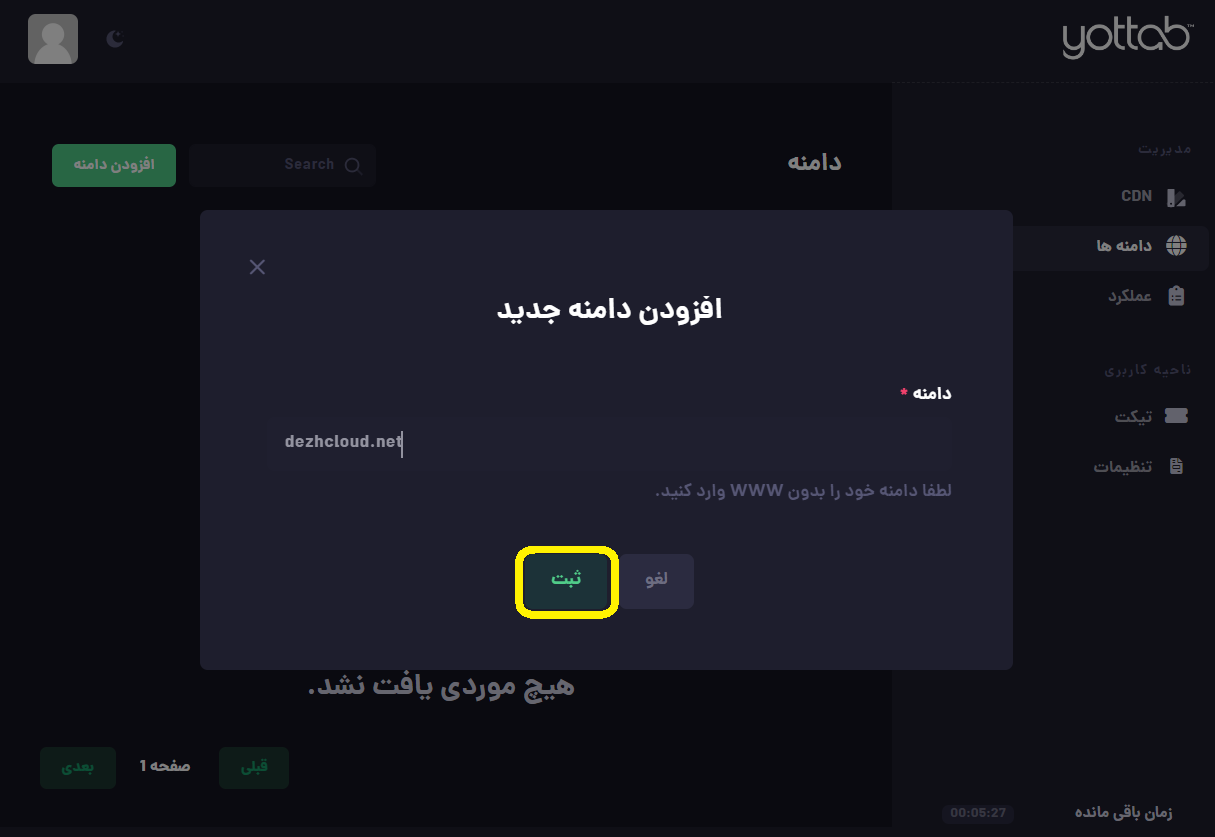 yottab™
مدیریت
CDN
دامنه ها
عملکرد
ناحیه کاربری
تیکت
تنظیمات
زمان باقی مانده
00:05:27
دامنه
Search
افزودن دامنه
افزودن دامنه جدید
دامنه *
dezhcloud.net
لطفا دامنه خود را بدون WWW وارد کنید.
لغو
ثبت
هیچ موردی یافت نشد.
قبلی
صفحه 1
بعدی